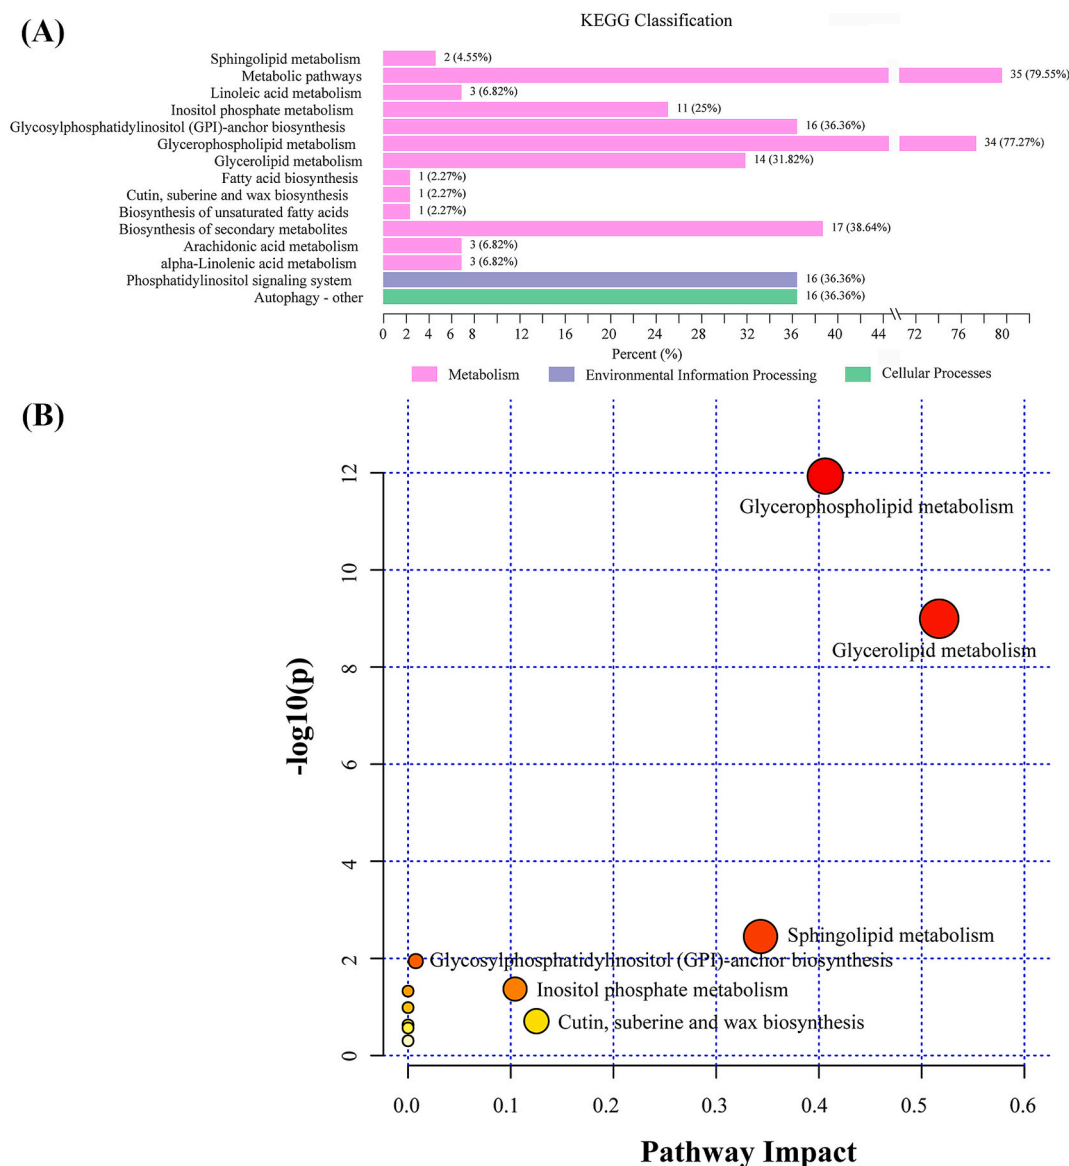 (A)
KEGG Classification
Sphingolipid metabolism 2 (4.55%)
Metabolic pathways 35 (79.55%)
Linoleic acid metabolism 3 (6.82%)
Inositol phosphate metabolism 11 (25%)
Glycosylphosphatidylinositol (GPI)-anchor biosynthesis 16 (36.36%)
Glycerophospholipid metabolism 34 (77.27%)
Glycerolipid metabolism 14 (31.82%)
Fatty acid biosynthesis 1 (2.27%)
Cutin, suberine and wax biosynthesis 1 (2.27%)
Biosynthesis of unsaturated fatty acids 1 (2.27%)
Biosynthesis of secondary metabolites 17 (38.64%)
Arachidonic acid metabolism 3 (6.82%)
alpha-Linolenic acid metabolism 3 (6.82%)
Phosphatidylinositol signaling system 16 (36.36%)
Autophagy - other 16 (36.36%)
0 2 4 6 8 12 16 20 24 28 32 36 40 44 72 76 80
Percent (%)
Metabolism Environmental Information Processing Cellular Processes
(B)
12
Glycerophospholipid metabolism
10
Glycerolipid metabolism
8
-log10(p)
6
4
Sphingolipid metabolism
2
Glycosylphosphatidylinositol (GPI)-anchor biosynthesis
Inositol phosphate metabolism
Cutin, suberine and wax biosynthesis
0
0.0 0.1 0.2 0.3 0.4 0.5 0.6
Pathway Impact